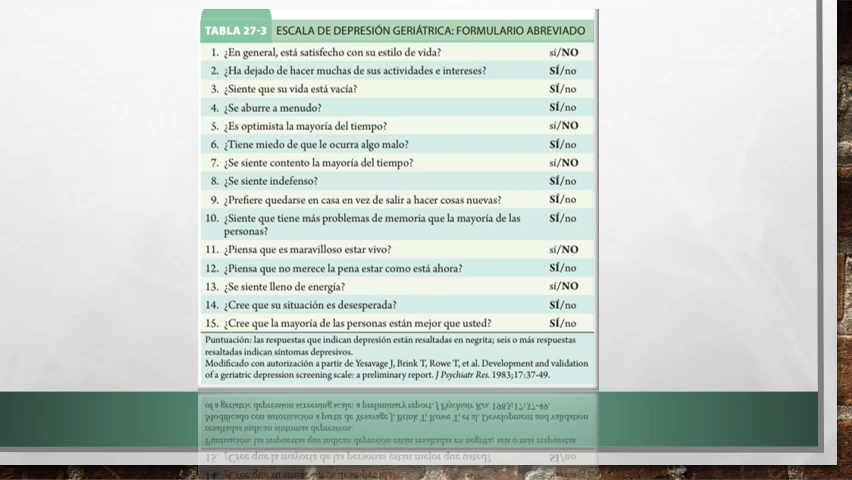 TABLA 27-3 ESCALA DE DEPRESIÓN GERIÁTRICA: FORMULARIO ABREVIADO
1. ¿En general, está satisfecho con su estilo de vida? sí/NO
2. ¿Ha dejado de hacer muchas de sus actividades e intereses? SÍ/no
3. ¿Siente que su vida está vacía? SÍ/no
4. ¿Se aburre a menudo? SÍ/no
5. ¿Es optimista la mayoría del tiempo? sí/NO
6. ¿Tiene miedo de que le ocurra algo malo? SÍ/no
7. ¿Se siente contento la mayoría del tiempo? sí/NO
8. ¿Se siente indefenso? SÍ/no
9. ¿Prefiere quedarse en casa en vez de salir a hacer cosas nuevas? SÍ/no
10. ¿Siente que tiene más problemas de memoria que la mayoría de las SÍ/no
personas?
11. ¿Piensa que es maravilloso estar vivo? sí/NO
12. ¿Piensa que no merece la pena estar como está ahora? SÍ/no
13. ¿Se siente lleno de energía? sí/NO
14. ¿Cree que su situación es desesperada? SÍ/no
15. ¿Cree que la mayoría de las personas están mejor que usted? SÍ/no
Puntuación: las respuestas que indican depresión están resaltadas en negrita; seis o más respuestas
resaltadas indican síntomas depresivos.
Modificado con autorización a partir de Yesavage J, Brink T, Rowe T, et al. Development and validation
of a geriatric depression screening scale: a preliminary report. J Psychiatr Res. 1983;17:37-49.